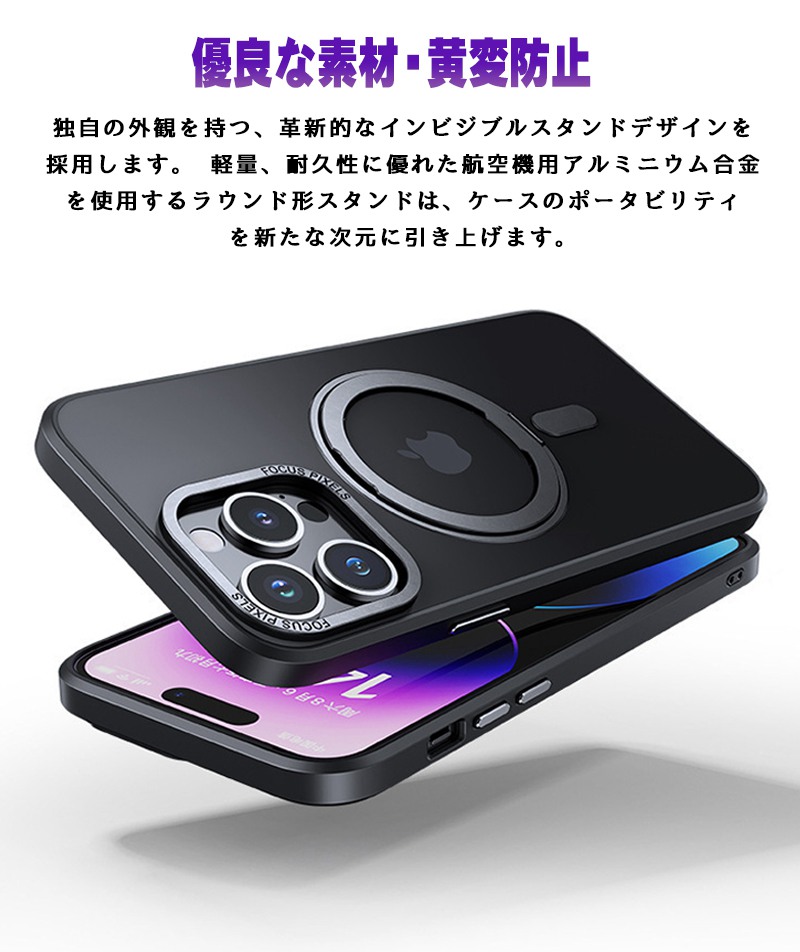 優良な素材・黄変防止
独自の外観を持つ、革新的なインビジブルスタンドデザインを
採用します。 軽量、耐久性に優れた航空機用アルミニウム合金
を使用するラウンド形スタンドは、ケースのポータビリティ
を新たな次元に引き上げます。
FOCUS PIXELS
FOCUS PIXELS